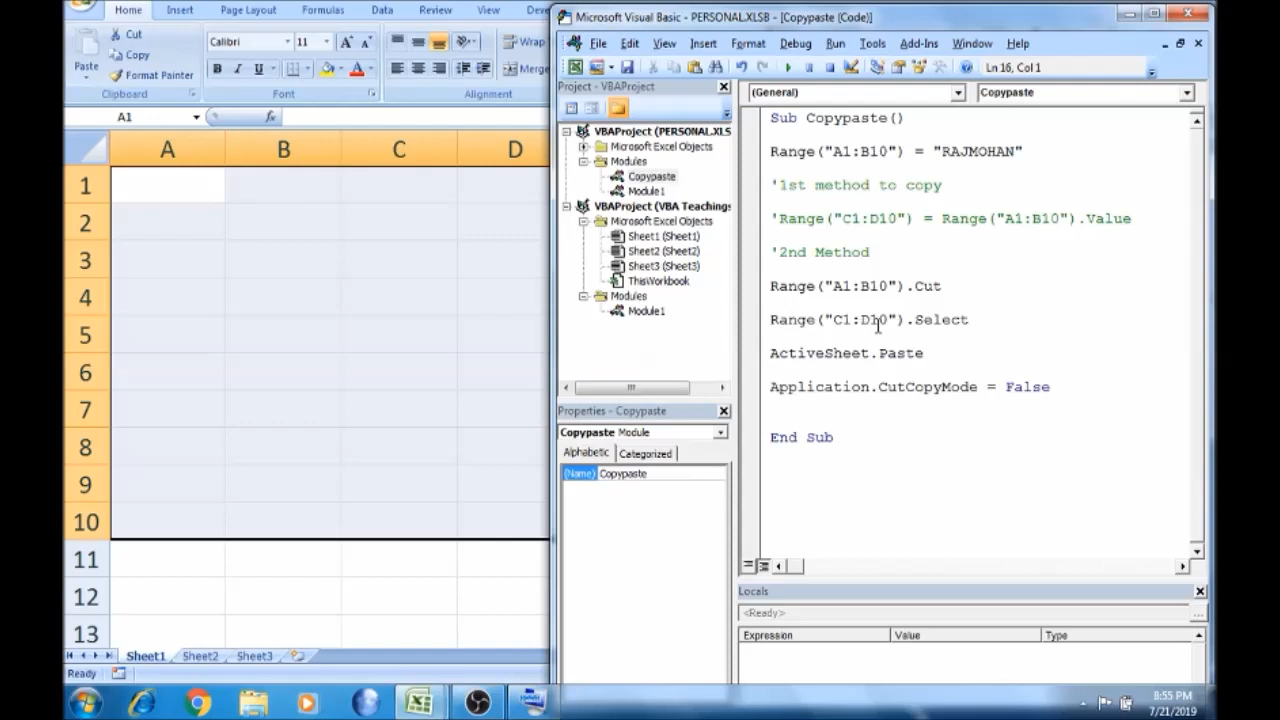 Home Insert Page Layout Formulas Data Review View Deve
Cut
Copy
Paste
Format Painter
Clipboard
Calibri 11
B I U
Font
Wrap
Merge
Alignment
A1 fx
A B C D
1
2
3
4
5
6
7
8
9
10
11
12
13
Sheet1 Sheet2 Sheet3
Ready
Microsoft Visual Basic - PERSONAL.XLSB - [Copypaste (Code)]
File Edit View Insert Format Debug Run Tools Add-Ins Window Help
Ln 16, Col 1
Project - VBAProject
VBAProject (PERSONAL.XLS
Microsoft Excel Objects
Modules
Copypaste
Module1
VBAProject (VBA Teachings
Microsoft Excel Objects
Sheet1 (Sheet1)
Sheet2 (Sheet2)
Sheet3 (Sheet3)
ThisWorkbook
Modules
Module1
Properties - Copypaste
Copypaste Module
Alphabetic Categorized
(Name) Copypaste
(General) Copypaste
Sub Copypaste()
Range("A1:B10") = "RAJMOHAN"
'1st method to copy
'Range("C1:D10") = Range("A1:B10").Value
'2nd Method
Range("A1:B10").Cut
Range("C1:D10").Select
ActiveSheet.Paste
Application.CutCopyMode = False
End Sub
Locals
<Ready>
Expression Value Type
8:55 PM
7/21/2019